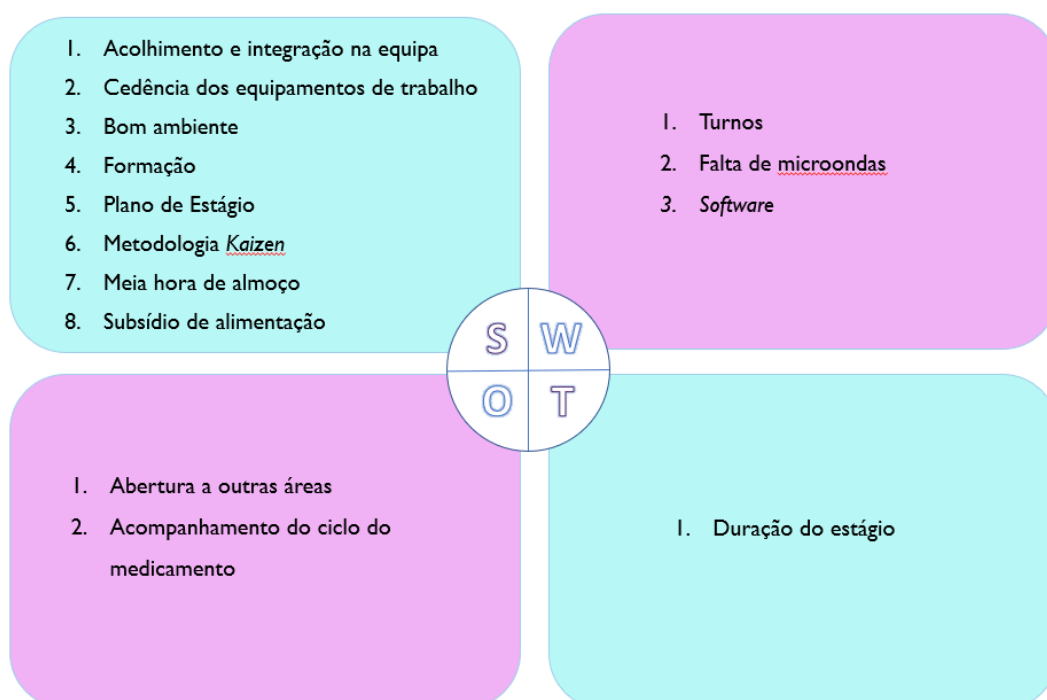 1. Acolhimento e integração na equipa
2. Cedência dos equipamentos de trabalho
3. Bom ambiente
4. Formação
5. Plano de Estágio
6. Metodologia Kaizen
7. Meia hora de almoço
8. Subsídio de alimentação
1. Turnos
2. Falta de microondas
3. Software
S W
O T
1. Abertura a outras áreas
2. Acompanhamento do ciclo do
medicamento
1. Duração do estágio